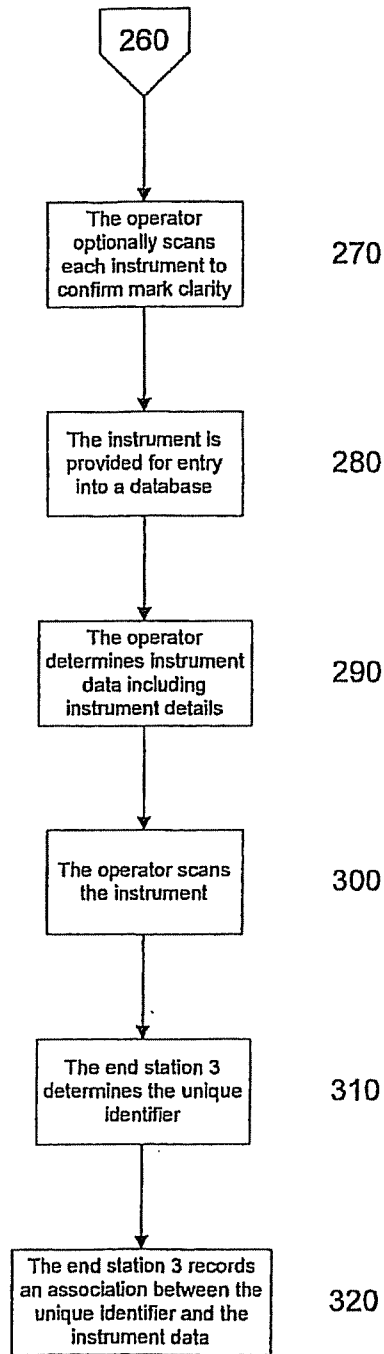 260
The operator
optionally scans
each instrument to
confirm mark clarity
270
The instrument is
provided for entry
into a database
280
The operator
determines instrument
data including
instrument details
290
The operator scans
the instrument
300
The end station 3
determines the unique
identifier
310
The end station 3 records
an association between the
unique identifier and the
instrument data
320